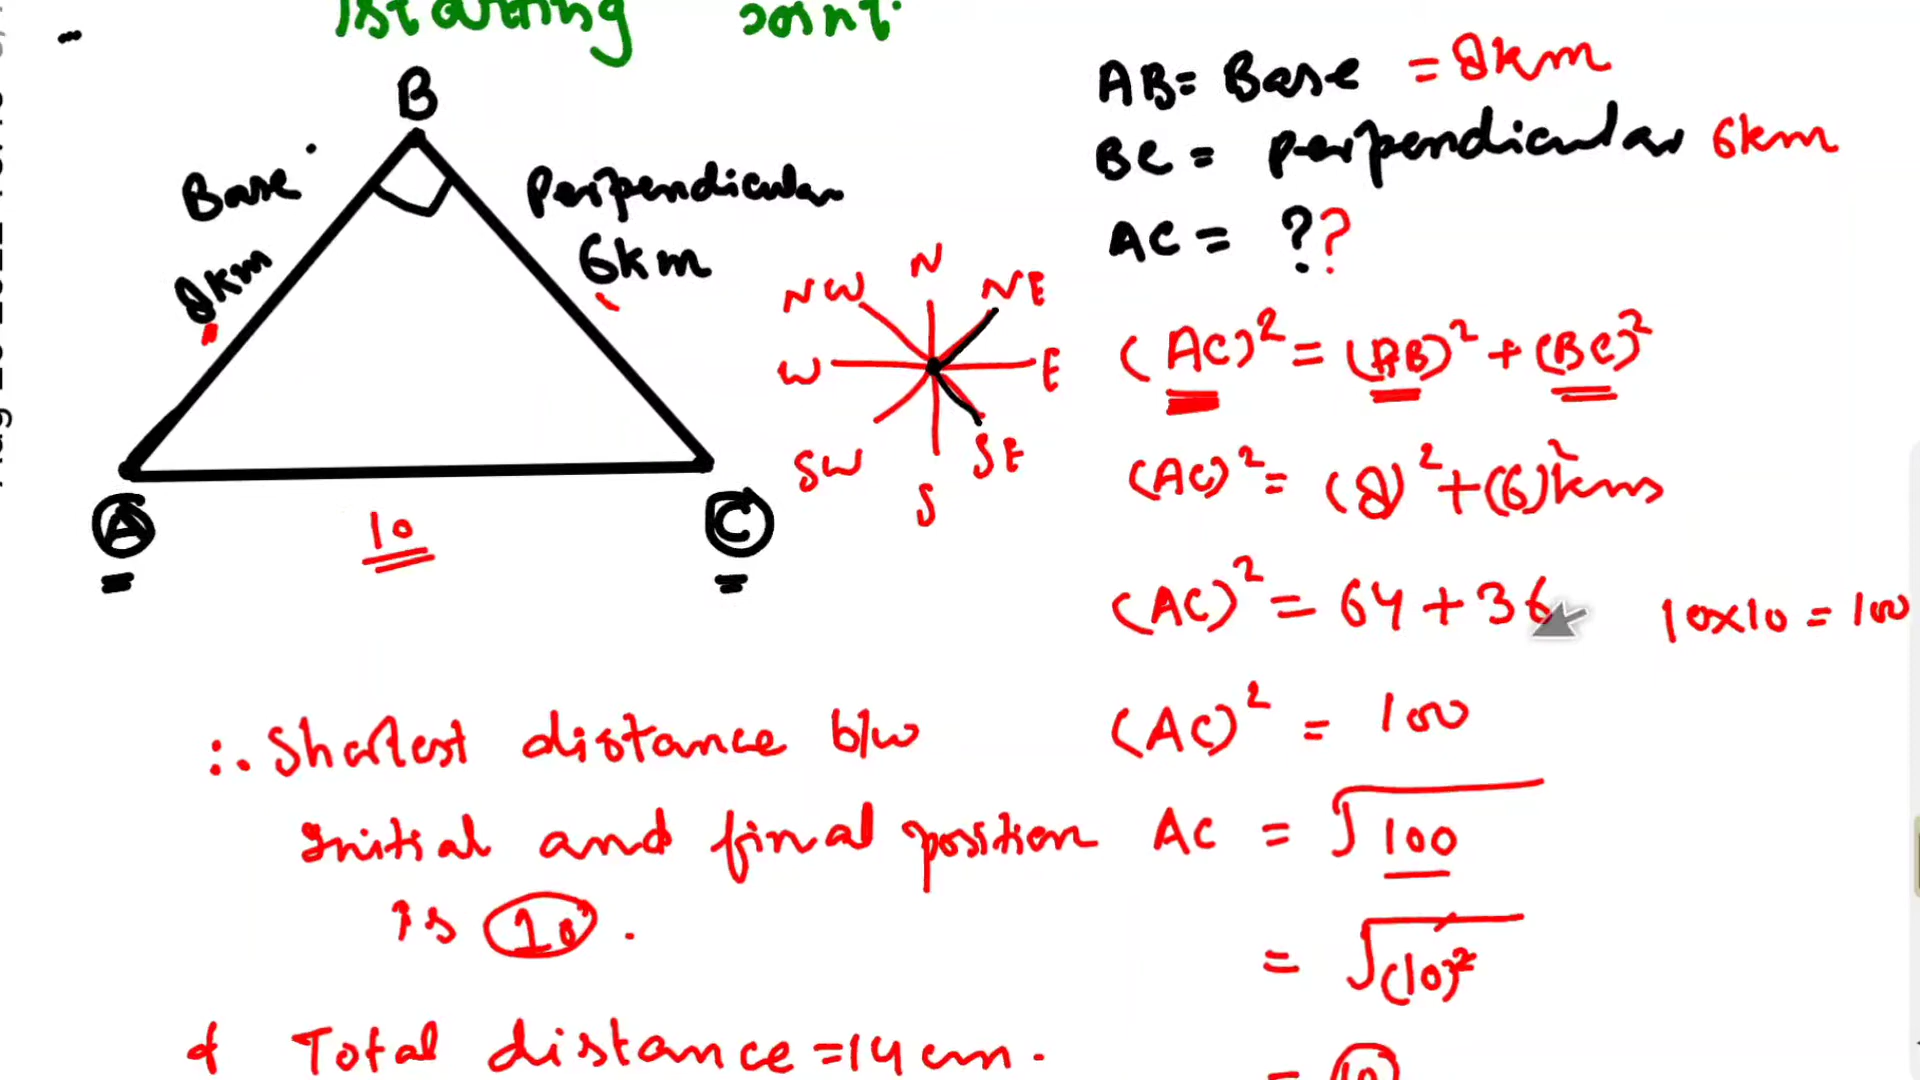 starting point.
B
Base
8km
Perpendicular
6km
A
C
10
N
NE
E
SE
S
SW
W
NW
AB = Base = 8km
BC = perpendicular 6km
AC = ??
(AC)² = (AB)² + (BC)²
(AC)² = (8)² + (6)² kms
(AC)² = 64 + 36
10x10 = 100
(AC)² = 100
AC = √100
= √(10)²
= 10
∴ Shortest distance b/w
initial and final position
is 10.
& Total distance = 14 cm.